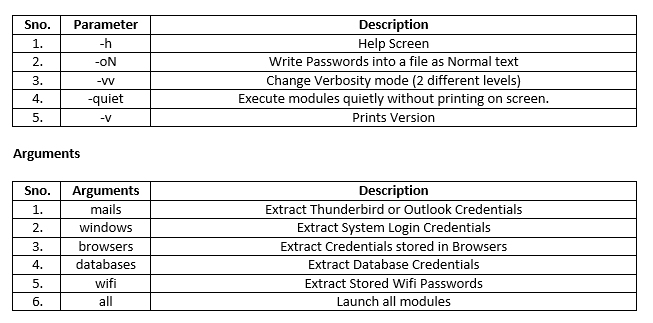 Sno. Parameter Description
1. -h Help Screen
2. -oN Write Passwords into a file as Normal text
3. -vv Change Verbosity mode (2 different levels)
4. -quiet Execute modules quietly without printing on screen.
5. -v Prints Version
Arguments
Sno. Arguments Description
1. mails Extract Thunderbird or Outlook Credentials
2. windows Extract System Login Credentials
3. browsers Extract Credentials stored in Browsers
4. databases Extract Database Credentials
5. wifi Extract Stored Wifi Passwords
6. all Launch all modules